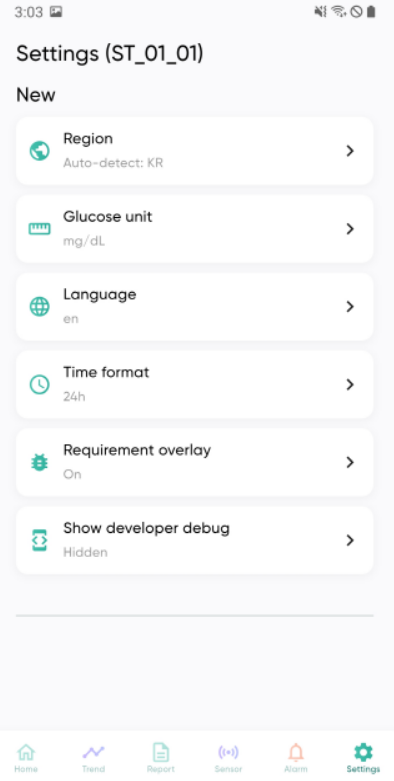 3:03
Settings (ST_01_01)
New
Region
Auto-detect: KR
Glucose unit
mg/dL
Language
en
Time format
24h
Requirement overlay
On
Show developer debug
Hidden
Home Trend Report Sensor Alarm Settings